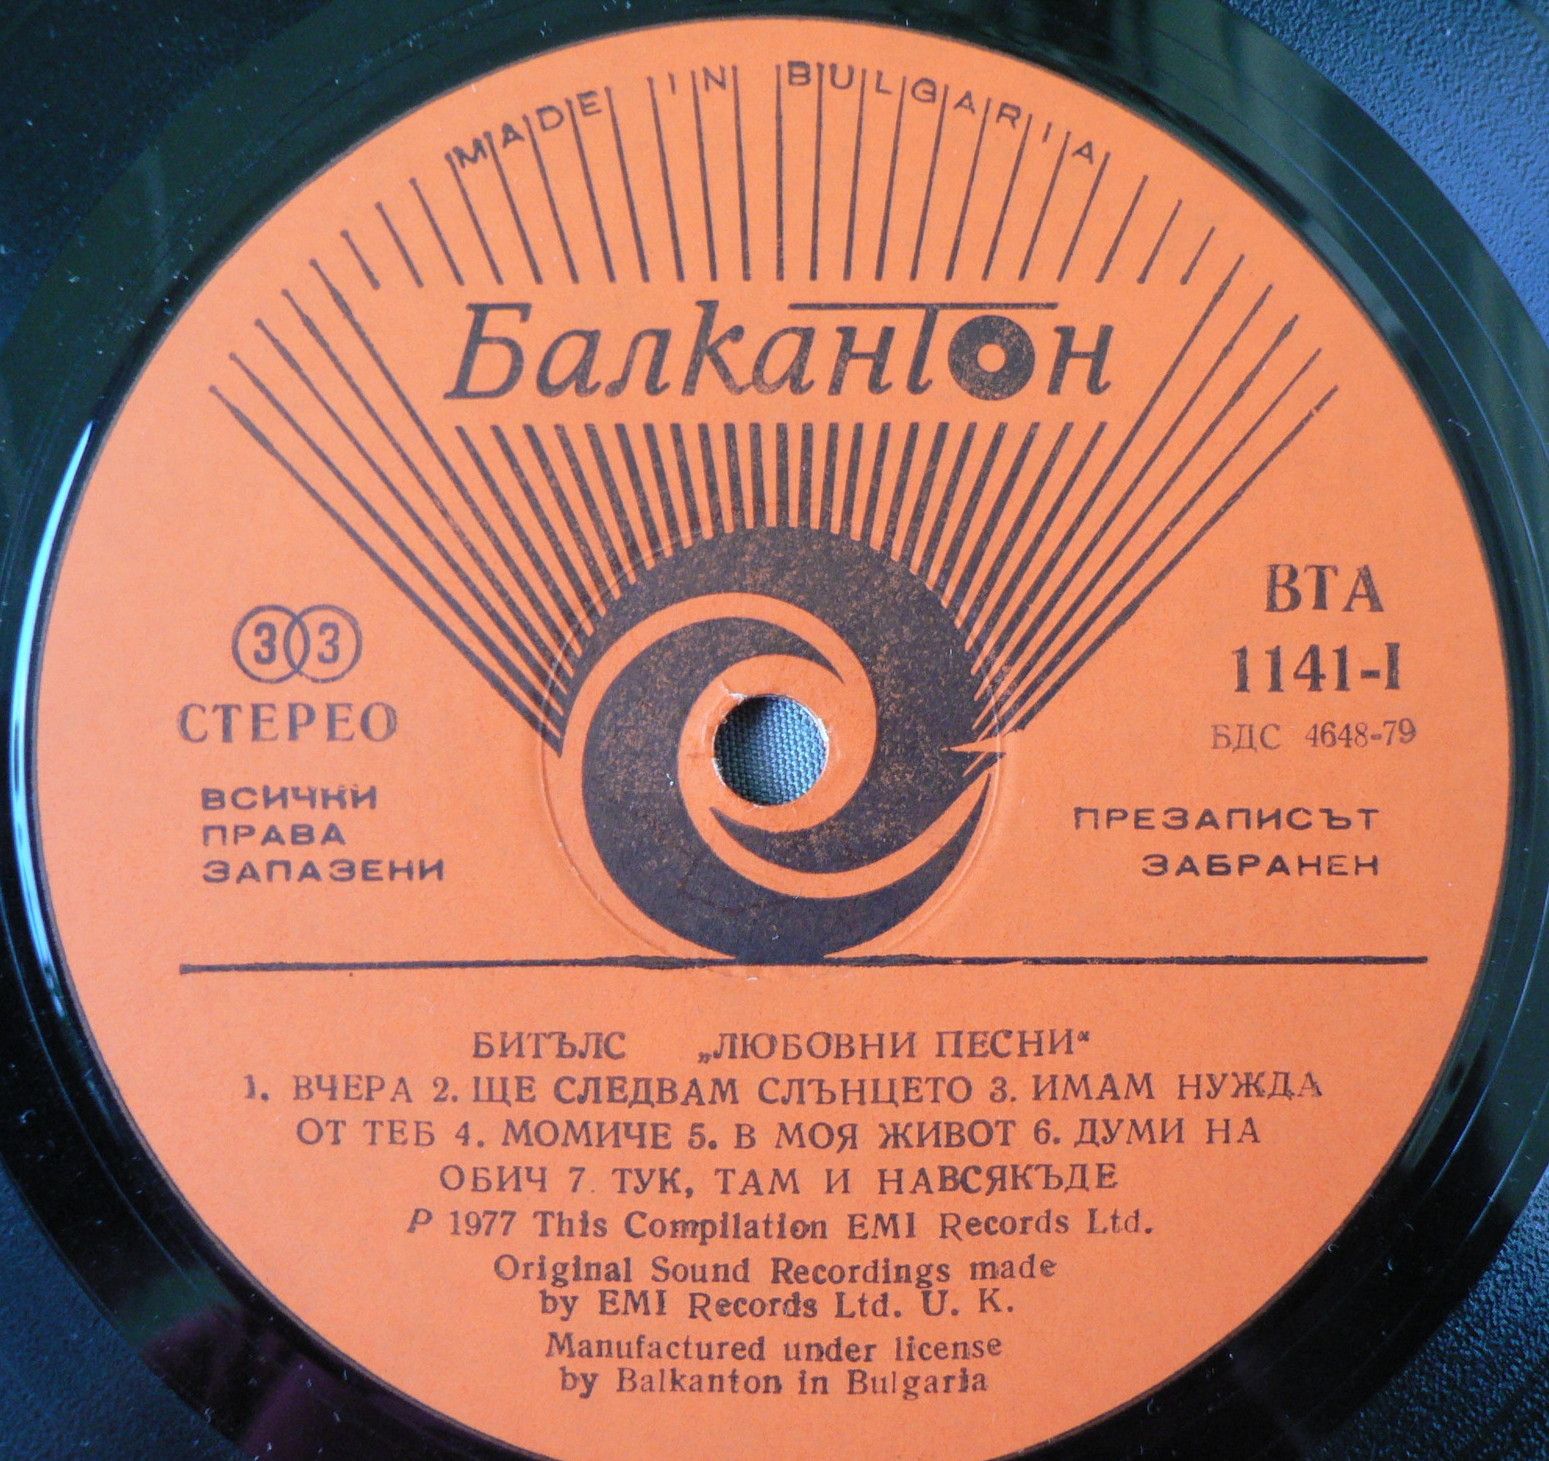 MADE IN BULGARIA
Балкантон
33
СТЕРЕО
ВСИЧКИ
ПРАВА
ЗАПАЗЕНИ
ВТА
1141-I
БДС 4648-79
ПРЕЗАПИСЪТ
ЗАБРАНЕН
БИТЪЛС „ЛЮБОВНИ ПЕСНИ“
1. ВЧЕРА 2. ЩЕ СЛЕДВАМ СЛЪНЦЕТО 3. ИМАМ НУЖДА
ОТ ТЕБ 4. МОМИЧЕ 5. В МОЯ ЖИВОТ 6. ДУМИ НА
ОБИЧ 7. ТУК, ТАМ И НАВСЯКЪДЕ
P 1977 This Compilation EMI Records Ltd.
Original Sound Recordings made
by EMI Records Ltd. U. K.
Manufactured under license
by Balkanton in Bulgaria